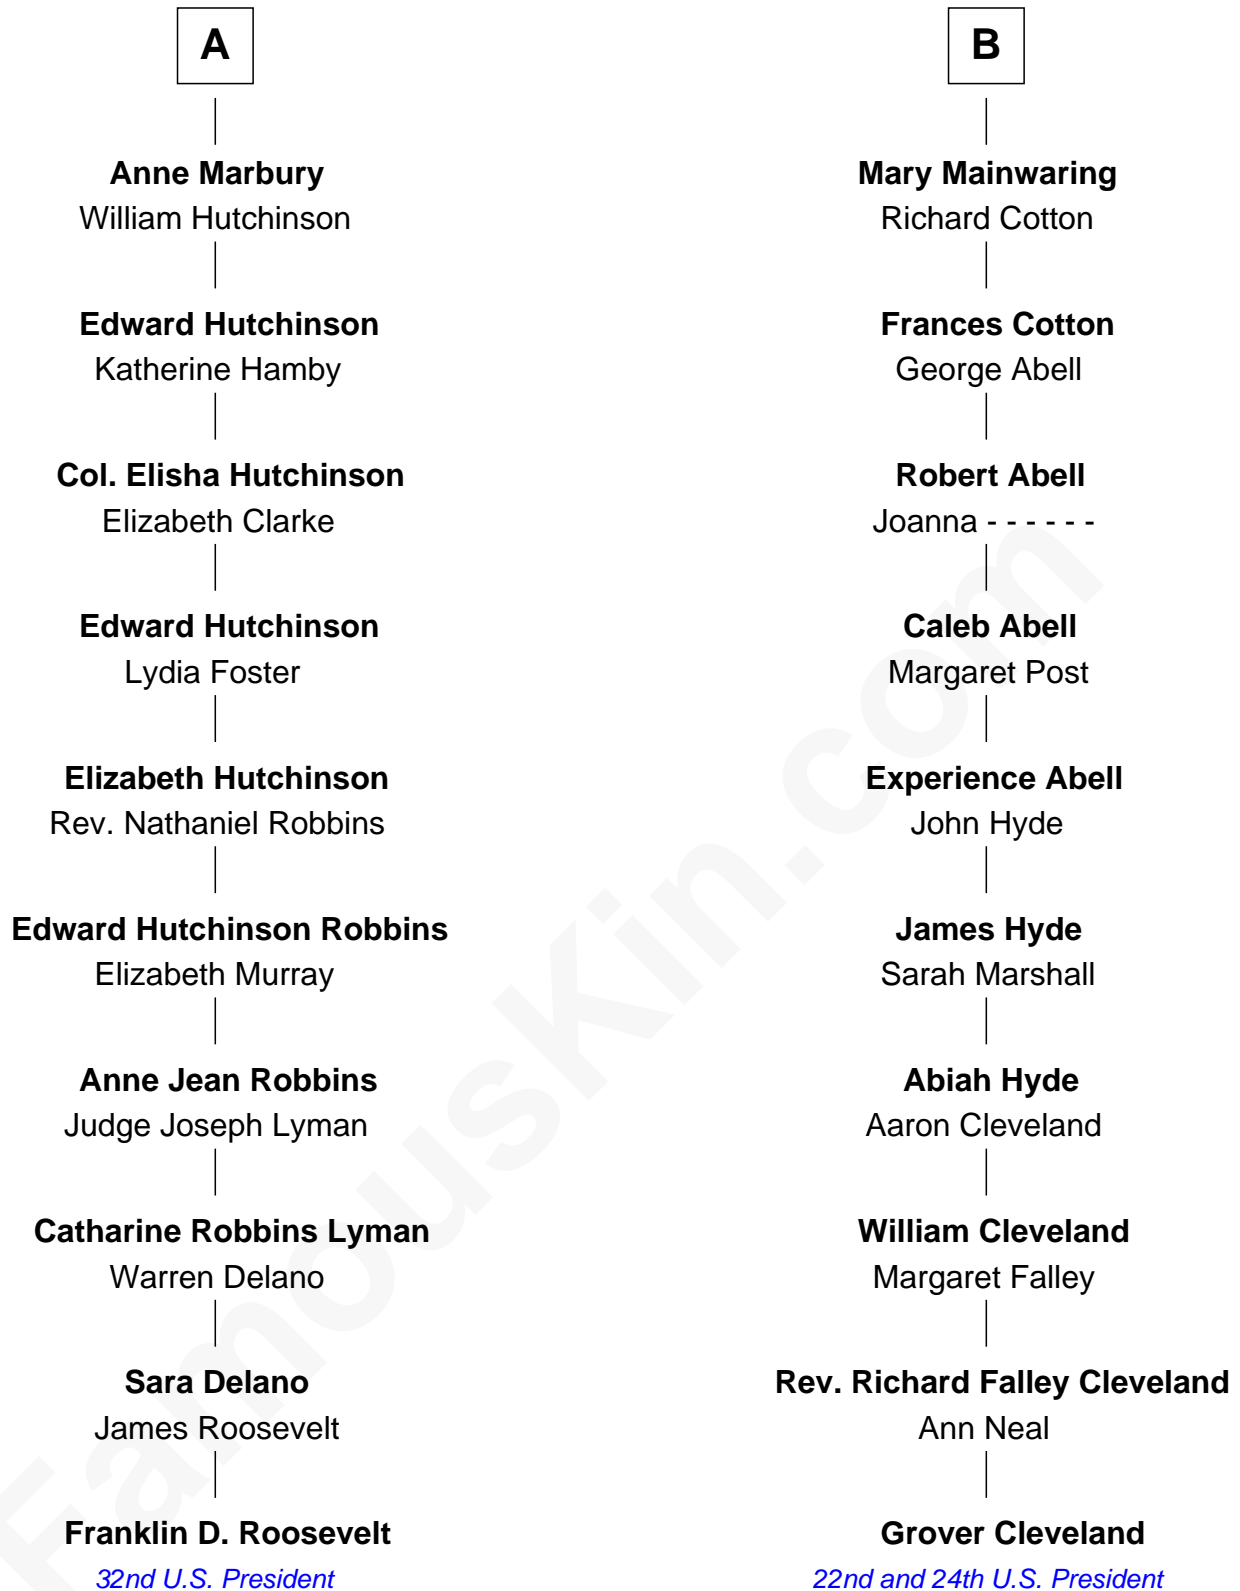 A
Anne Marbury
William Hutchinson
Edward Hutchinson
Katherine Hamby
Col. Elisha Hutchinson
Elizabeth Clarke
Edward Hutchinson
Lydia Foster
Elizabeth Hutchinson
Rev. Nathaniel Robbins
Edward Hutchinson Robbins
Elizabeth Murray
Anne Jean Robbins
Judge Joseph Lyman
Catharine Robbins Lyman
Warren Delano
Sara Delano
James Roosevelt
Franklin D. Roosevelt
32nd U.S. President
B
Mary Mainwaring
Richard Cotton
Frances Cotton
George Abell
Robert Abell
Joanna - - - - - -
Caleb Abell
Margaret Post
Experience Abell
John Hyde
James Hyde
Sarah Marshall
Abiah Hyde
Aaron Cleveland
William Cleveland
Margaret Falley
Rev. Richard Falley Cleveland
Ann Neal
Grover Cleveland
22nd and 24th U.S. President
FamousKin.com